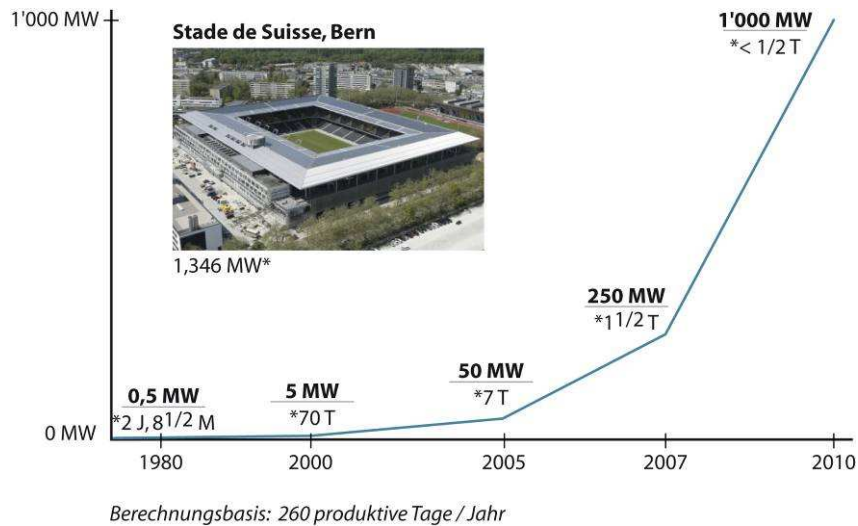 1'000 MW
Stade de Suisse, Bern
1,346 MW*
1'000 MW
*< 1/2 T
250 MW
*1 1/2 T
50 MW
*7 T
5 MW
*70 T
0,5 MW
*2 J, 8 1/2 M
0 MW
1980 2000 2005 2007 2010
Berechnungsbasis: 260 produktive Tage / Jahr